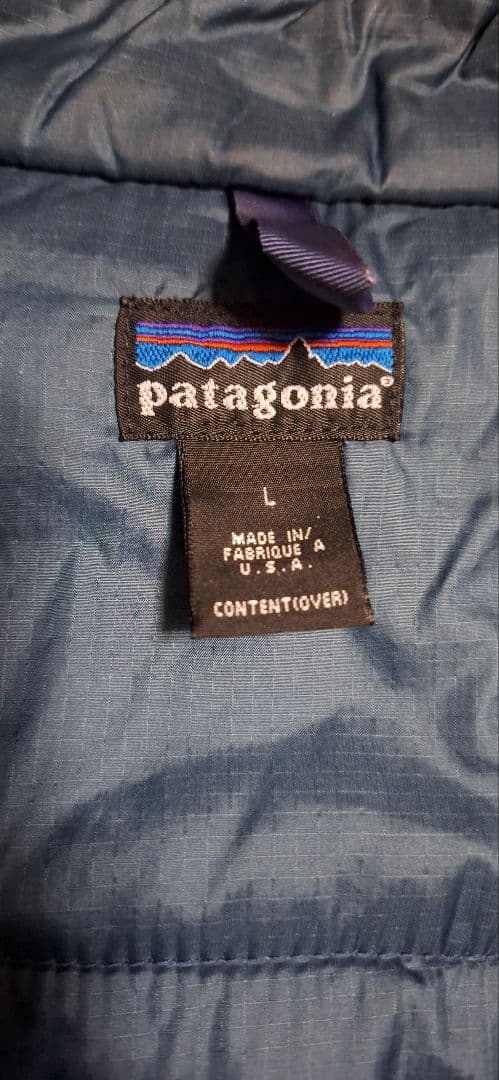 patagonia®
L
MADE IN/
FABRIQUE A
U.S.A.
CONTENT(OVER)